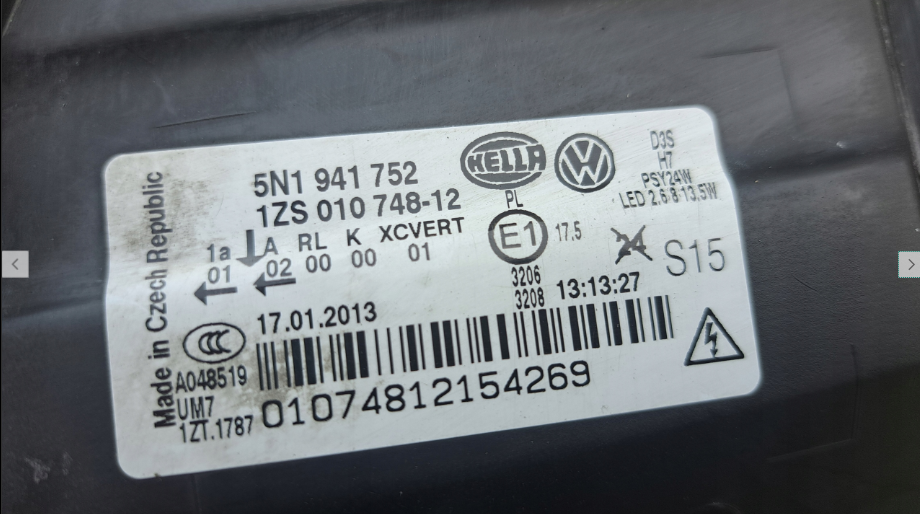 Made in Czech Republic
5N1 941 752
1ZS 010 748-12
HELLA
VW
D3S
H7
PSY24W
LED 2.6/8-13.5W
PL
1a A RL K XCVERT
01 02 00 00 01
E1 17.5
24 S15
3206
3208 13:13:27
17.01.2013
CCC
A048519
UM7
1ZT.1787
01074812154269